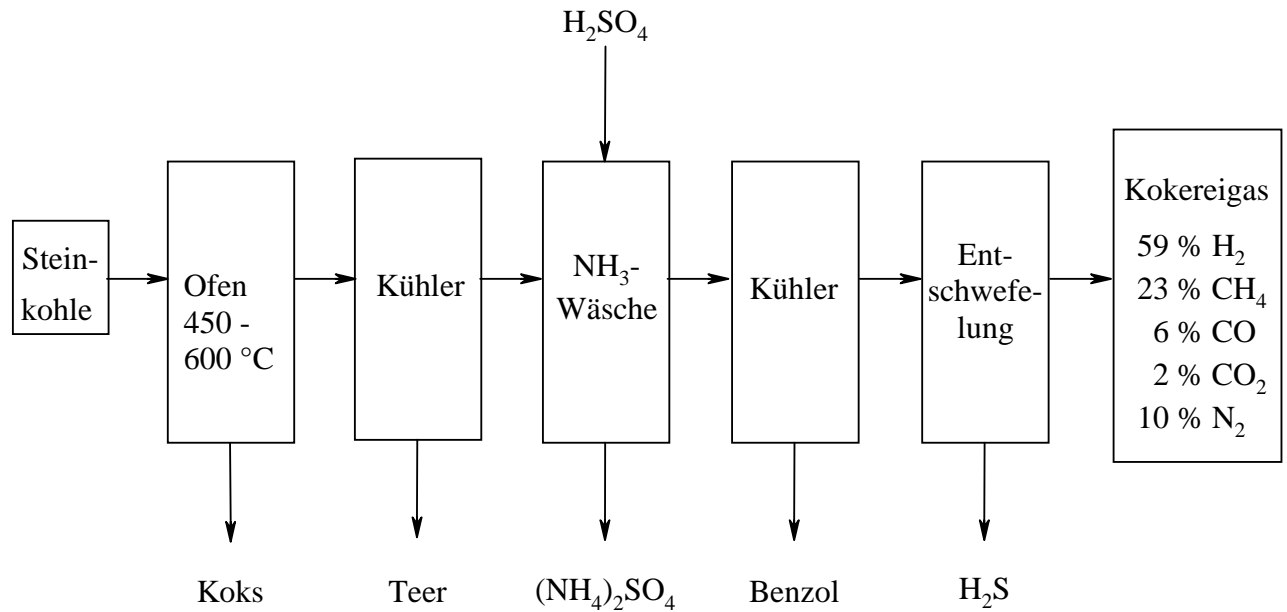 H₂SO₄
Stein-
kohle
Ofen
450 -
600 °C
Kühler
NH₃-
Wäsche
Kühler
Ent-
schwefe-
lung
Kokereigas
59 % H₂
23 % CH₄
6 % CO
2 % CO₂
10 % N₂
Koks
Teer
(NH₄)₂SO₄
Benzol
H₂S